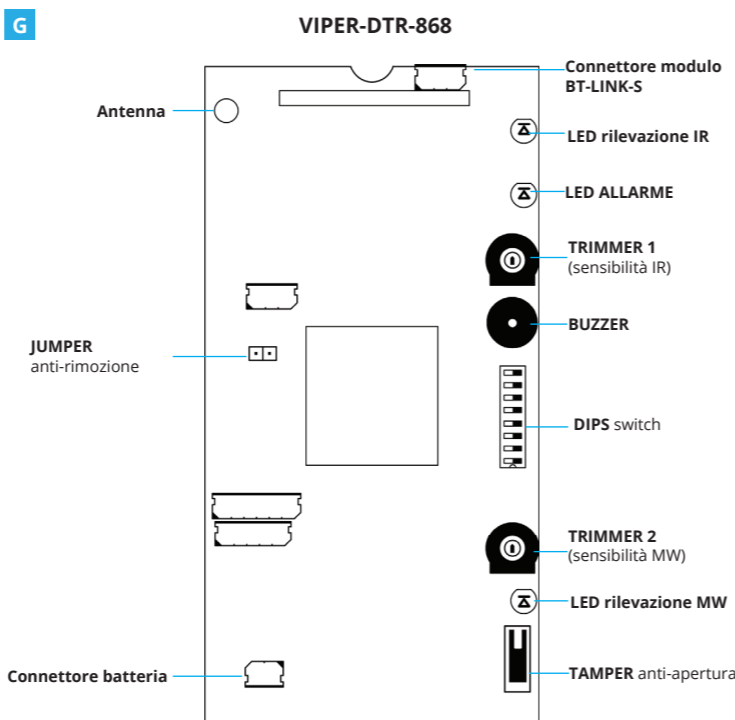 G
VIPER-DTR-868
Connettore modulo
BT-LINK-S
Antenna
LED rilevazione IR
LED ALLARME
TRIMMER 1
(sensibilità IR)
BUZZER
JUMPER
anti-rimozione
DIPS switch
TRIMMER 2
(sensibilità MW)
LED rilevazione MW
Connettore batteria
TAMPER anti-apertura